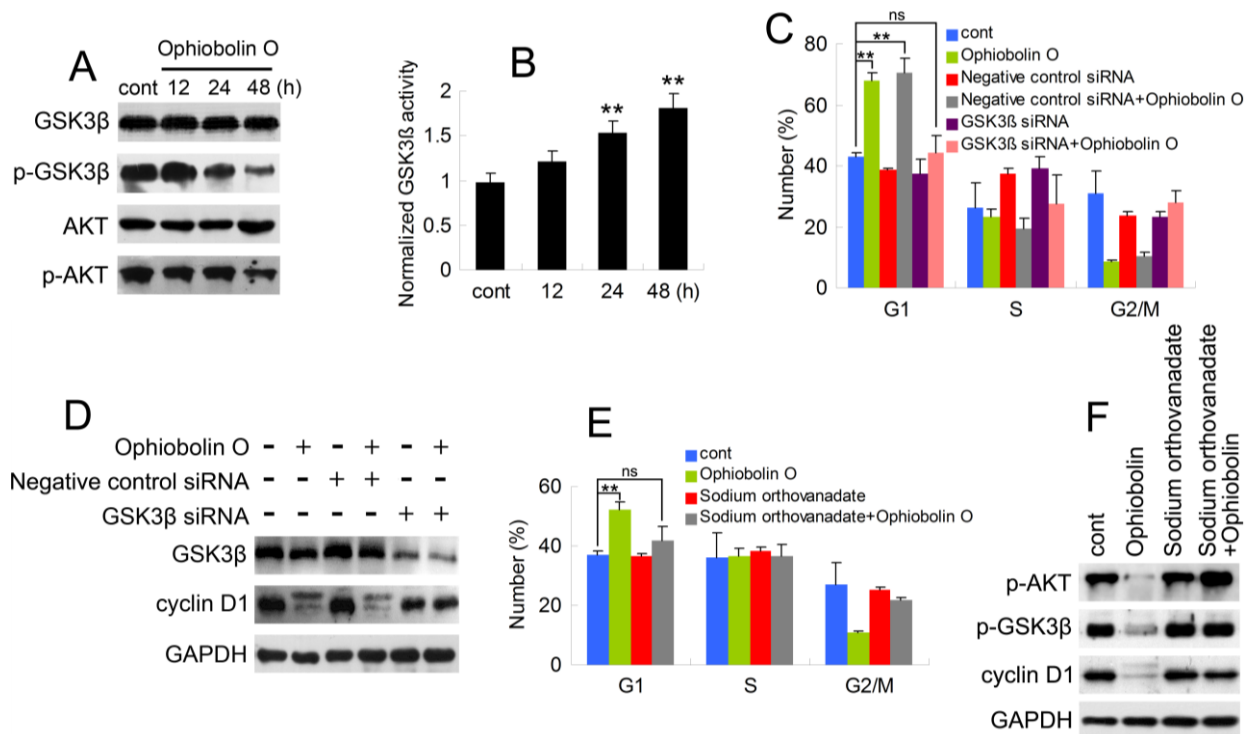 A
Ophiobolin O
cont 12 24 48 (h)
GSK3β
p-GSK3β
AKT
p-AKT
B
Normalized GSK3ß activity
2
1.5
1
0.5
0
**
**
cont 12 24 48 (h)
C
Number (%)
80
60
40
20
0
ns
**
**
cont
Ophiobolin O
Negative control siRNA
Negative control siRNA+Ophiobolin O
GSK3ß siRNA
GSK3ß siRNA+Ophiobolin O
G1 S G2/M
D
Ophiobolin O - + - + - +
Negative control siRNA - - + + - -
GSK3β siRNA - - - - + +
GSK3β
cyclin D1
GAPDH
E
Number (%)
60
40
20
0
ns
**
cont
Ophiobolin O
Sodium orthovanadate
Sodium orthovanadate+Ophiobolin O
G1 S G2/M
F
cont
Ophiobolin
Sodium orthovanadate
Sodium orthovanadate
+Ophiobolin
p-AKT
p-GSK3β
cyclin D1
GAPDH